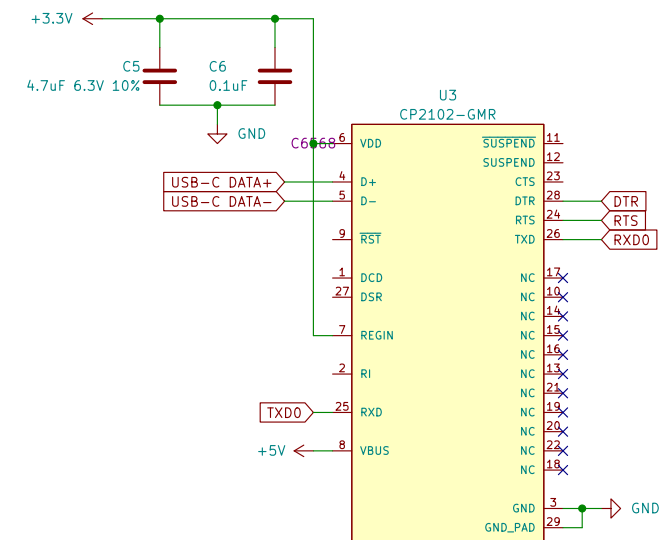 +3.3V
C5
4.7uF 6.3V 10%
C6
0.1uF
GND
U3
CP2102-GMR
C6568
6 VDD
SUSPEND 11
SUSPEND 12
4 D+
USB-C DATA+
CTS 23
5 D-
USB-C DATA-
DTR 28
DTR
RTS 24
RTS
9 RST
TXD 26
RXD0
1 DCD
NC 17
27 DSR
NC 10
NC 14
7 REGIN
NC 15
NC 16
2 RI
NC 13
NC 21
TXD0
25 RXD
NC 19
NC 20
+5V
8 VBUS
NC 22
NC 18
GND 3
GND
GND_PAD 29